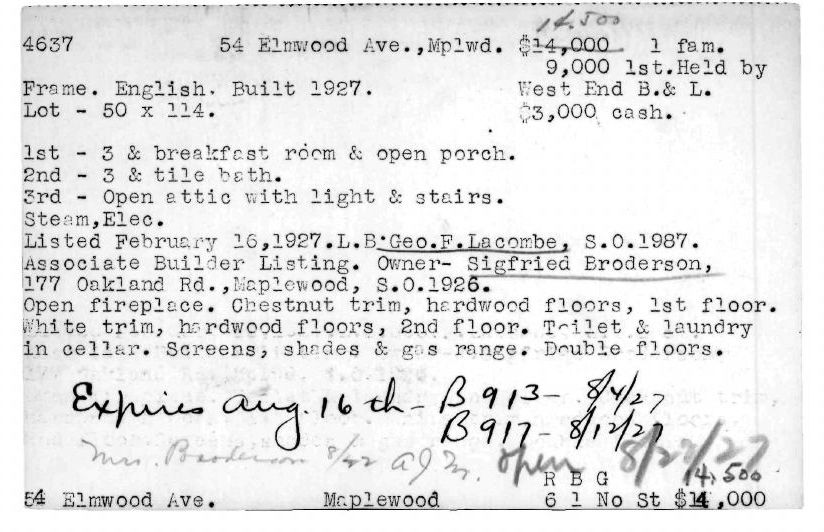 14,500
4637 54 Elmwood Ave.,Mplwd. $14,000 1 fam.
9,000 1st.Held by
Frame. English. Built 1927. West End B.& L.
Lot - 50 x 114. $3,000 cash.
1st - 3 & breakfast room & open porch.
2nd - 3 & tile bath.
3rd - Open attic with light & stairs.
Steam,Elec.
Listed February 16,1927.L.B.Geo.F.Lacombe, S.O.1987.
Associate Builder Listing. Owner- Sigfried Broderson,
177 Oakland Rd.,Maplewood, S.O.1926.
Open fireplace. Chestnut trim, hardwood floors, 1st floor.
White trim, hardwood floors, 2nd floor. Toilet & laundry
in cellar. Screens, shades & gas range. Double floors.
Expires Aug. 16th - B913 - 8/4/27
B917 8/12/27
Mrs. Broderson 8/22 AJM. open 8/22/27
R B G 14,500
54 Elmwood Ave. Maplewood 6 1 No St $14,000